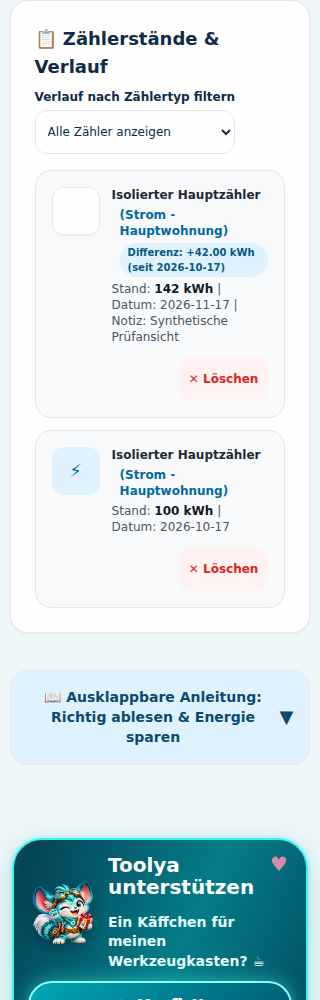 📋 Zählerstände &
Verlauf
Verlauf nach Zählertyp filtern
Alle Zähler anzeigen
Isolierter Hauptzähler
(Strom -
Hauptwohnung)
Differenz: +42.00 kWh
(seit 2026-10-17)
Stand: 142 kWh |
Datum: 2026-11-17 |
Notiz: Synthetische
Prüfansicht
✕ Löschen
⚡
Isolierter Hauptzähler
(Strom -
Hauptwohnung)
Stand: 100 kWh |
Datum: 2026-10-17
✕ Löschen
📖 Ausklappbare Anleitung:
Richtig ablesen & Energie
sparen
▼
Toolya
unterstützen
♥
Ein Käffchen für
meinen
Werkzeugkasten? ☕